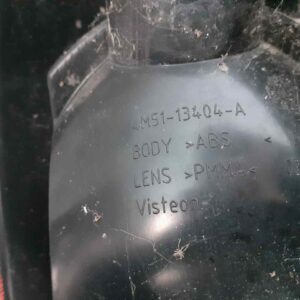 4M51-13404-A
BODY >ABS <
LENS >PMMA<
Visteon